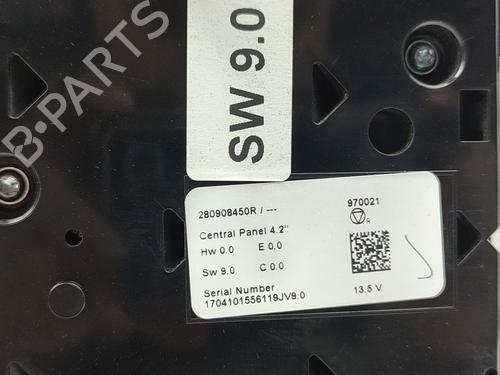 B-PARTS
SW 9.0
280908450R / ---
970021
R
Central Panel 4.2"
Hw 0.0 E 0.0
Sw 9.0 C 0.0
Serial Number
1704101556119JV9.0
13.5 V